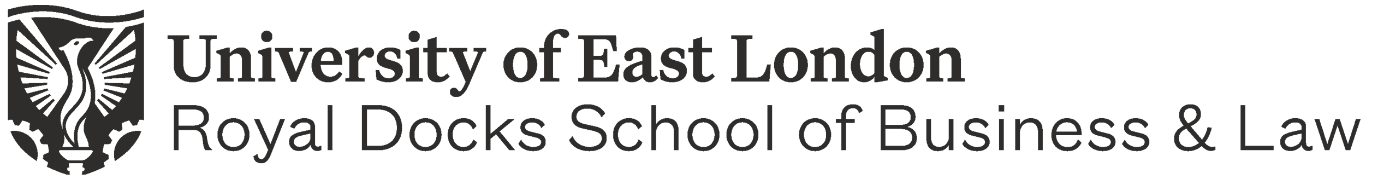 University of East London
Royal Docks School of Business & Law